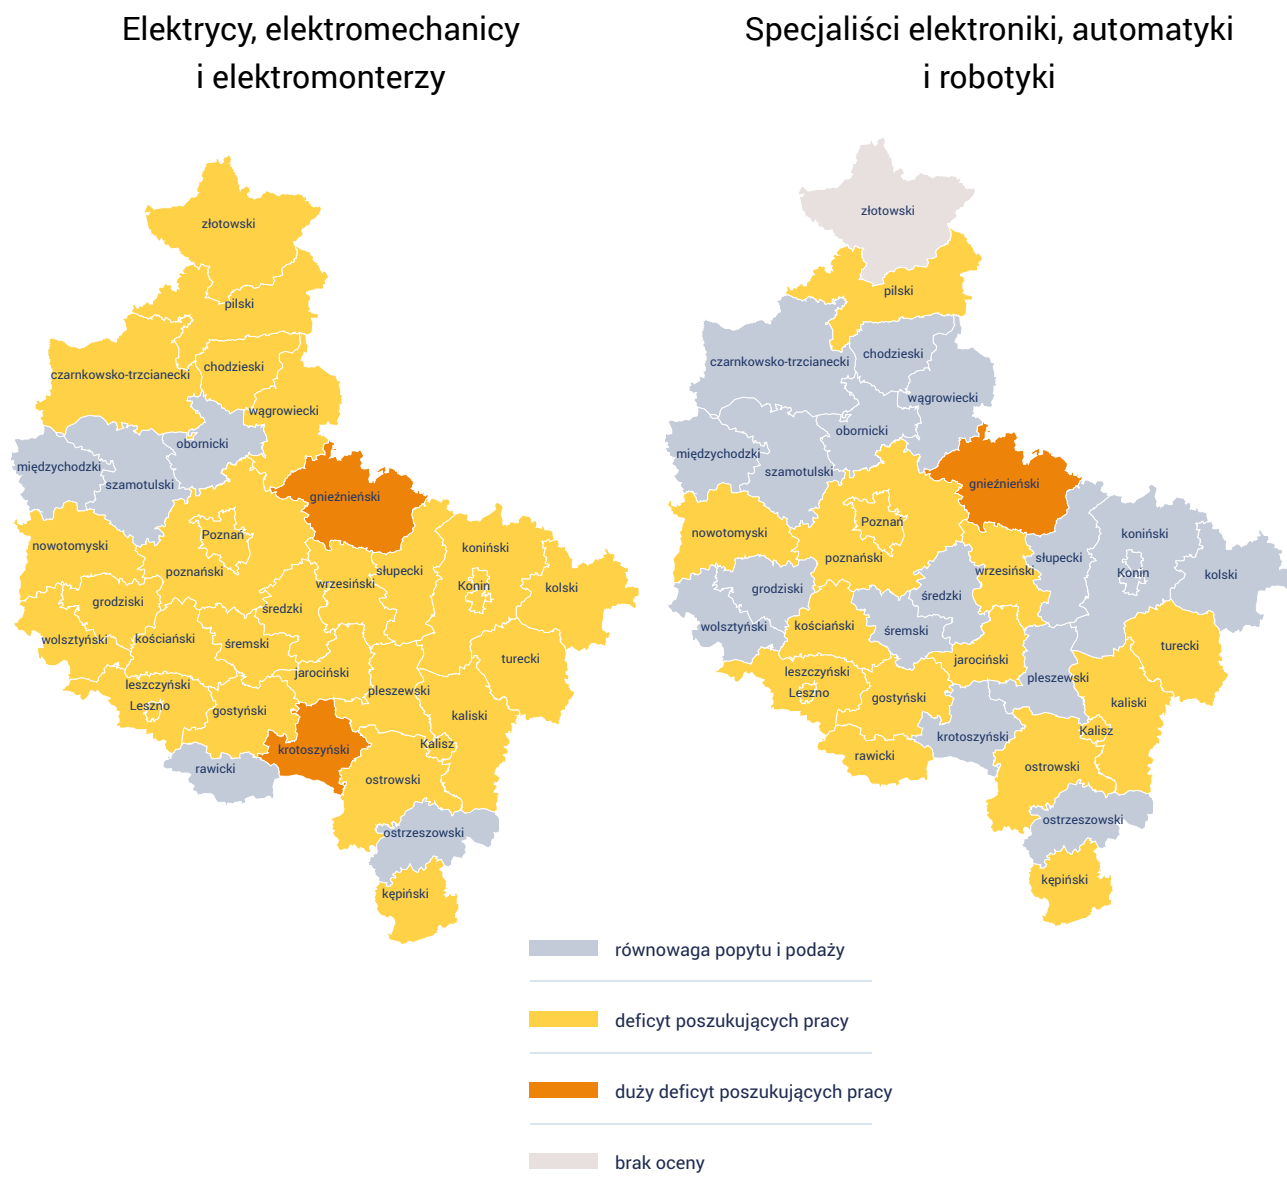 Elektrycy, elektromechanicy
i elektromonterzy
złotowski
pilski
chodzieski
czarnkowsko-trzcianecki
wągrowiecki
obornicki
międzychodzki
szamotulski
gnieźnieński
Poznań
nowotomyski
koniński
poznański
słupecki
wrzesiński
Konin
kolski
grodziski
średzki
wolsztyński
kościański
śremski
turecki
jarociński
leszczyński
pleszewski
Leszno
gostyński
kaliski
Kalisz
krotoszyński
rawicki
ostrowski
ostrzeszowski
kępiński
Specjaliści elektroniki, automatyki
i robotyki
złotowski
pilski
chodzieski
czarnkowsko-trzcianecki
wągrowiecki
obornicki
międzychodzki
szamotulski
gnieźnieński
Poznań
nowotomyski
koniński
poznański
słupecki
wrzesiński
Konin
kolski
grodziski
średzki
wolsztyński
kościański
śremski
turecki
jarociński
leszczyński
pleszewski
Leszno
gostyński
kaliski
Kalisz
krotoszyński
rawicki
ostrowski
ostrzeszowski
kępiński
równowaga popytu i podaży
deficyt poszukujących pracy
duży deficyt poszukujących pracy
brak oceny